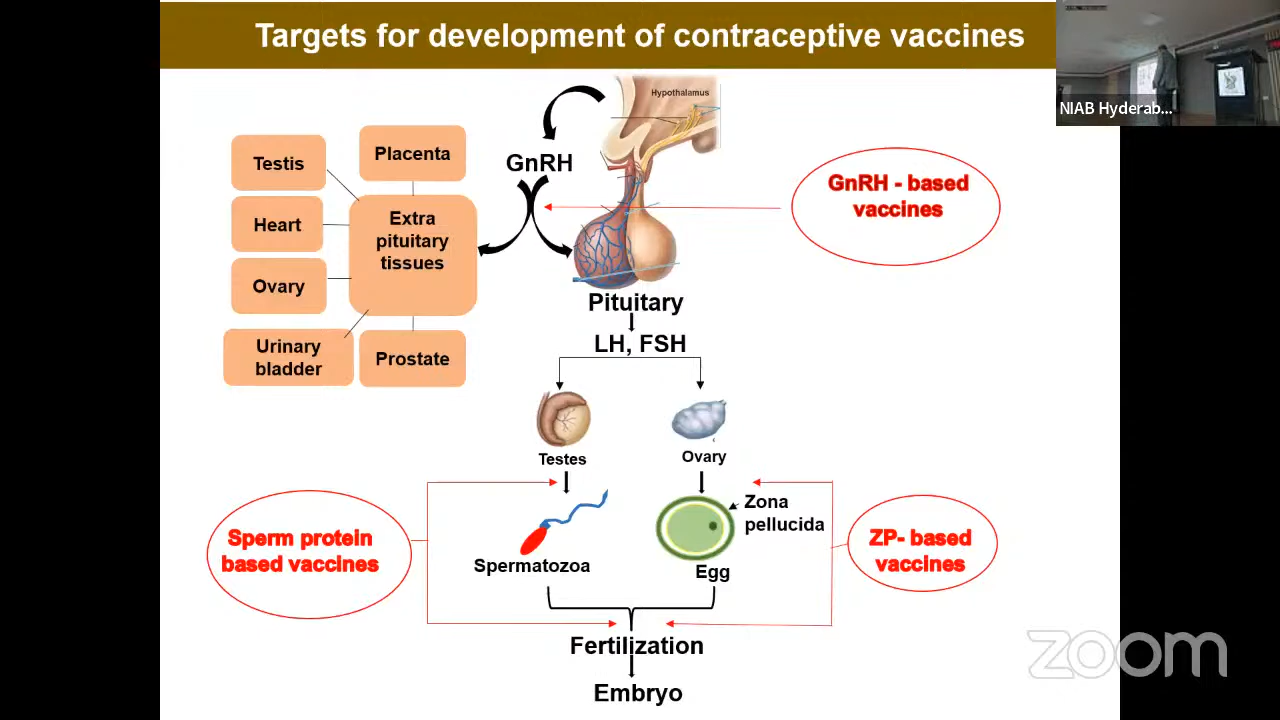 Targets for development of contraceptive vaccines
NIAB Hyderab...
Hypothalamus
GnRH
Testis
Placenta
Heart
Extra
pituitary
tissues
Ovary
Urinary
bladder
Prostate
GnRH - based
vaccines
Pituitary
LH, FSH
Testes
Ovary
Zona
pellucida
Sperm protein
based vaccines
ZP- based
vaccines
Spermatozoa
Egg
Fertilization
Embryo
zoom